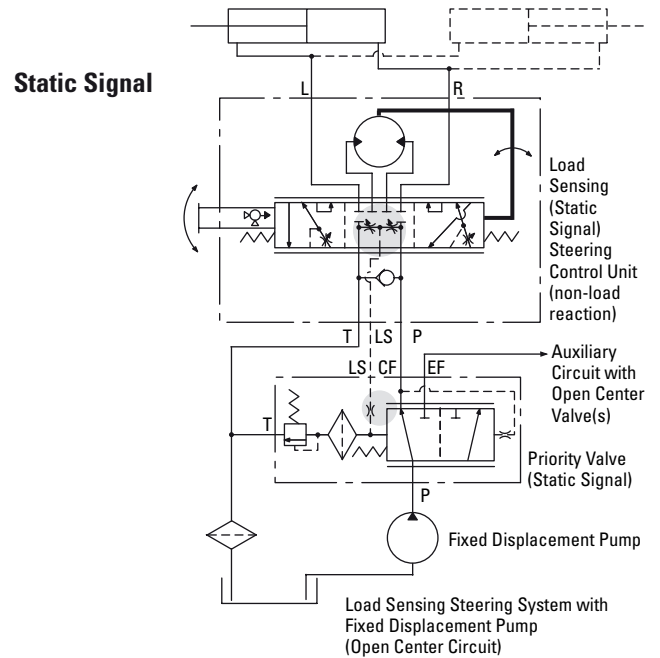 Static Signal
L
R
Load
Sensing
(Static
Signal)
Steering
Control Unit
(non-load
reaction)
T LS P
LS CF EF
Auxiliary
Circuit with
Open Center
Valve(s)
T
Priority Valve
(Static Signal)
P
Fixed Displacement Pump
Load Sensing Steering System with
Fixed Displacement Pump
(Open Center Circuit)